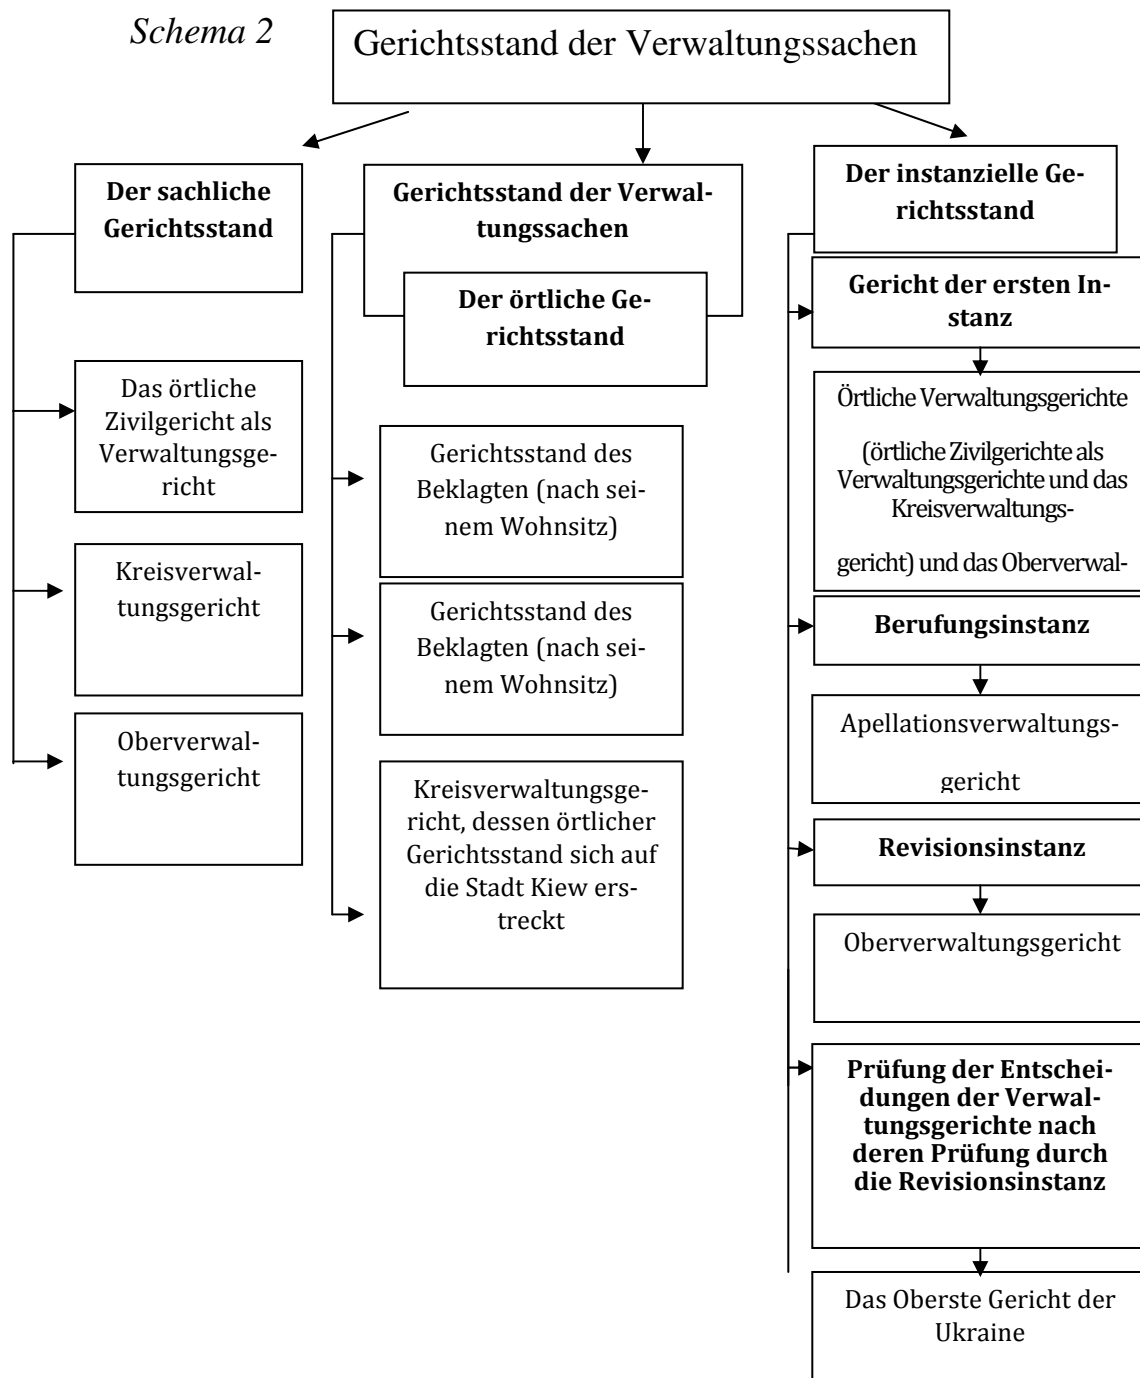 Schema 2
Gerichtsstand der Verwaltungssachen
Der sachliche
Gerichtsstand
Das örtliche
Zivilgericht als
Verwaltungsge-
richt
Kreisverwal-
tungsgericht
Oberverwal-
tungsgericht
Gerichtsstand der Verwal-
tungssachen
Der örtliche Ge-
richtsstand
Gerichtsstand des
Beklagten (nach sei-
nem Wohnsitz)
Gerichtsstand des
Beklagten (nach sei-
nem Wohnsitz)
Kreisverwaltungsge-
richt, dessen örtlicher
Gerichtsstand sich auf
die Stadt Kiew ers-
treckt
Der instanzielle Ge-
richtsstand
Gericht der ersten In-
stanz
Örtliche Verwaltungsgerichte
(örtliche Zivilgerichte als
Verwaltungsgerichte und das
Kreisverwaltungs-
gericht) und das Oberverwal-
Berufungsinstanz
Apellationsverwaltungs-
gericht
Revisionsinstanz
Oberverwaltungsgericht
Prüfung der Entschei-
dungen der Verwal-
tungsgerichte nach
deren Prüfung durch
die Revisionsinstanz
Das Oberste Gericht der
Ukraine